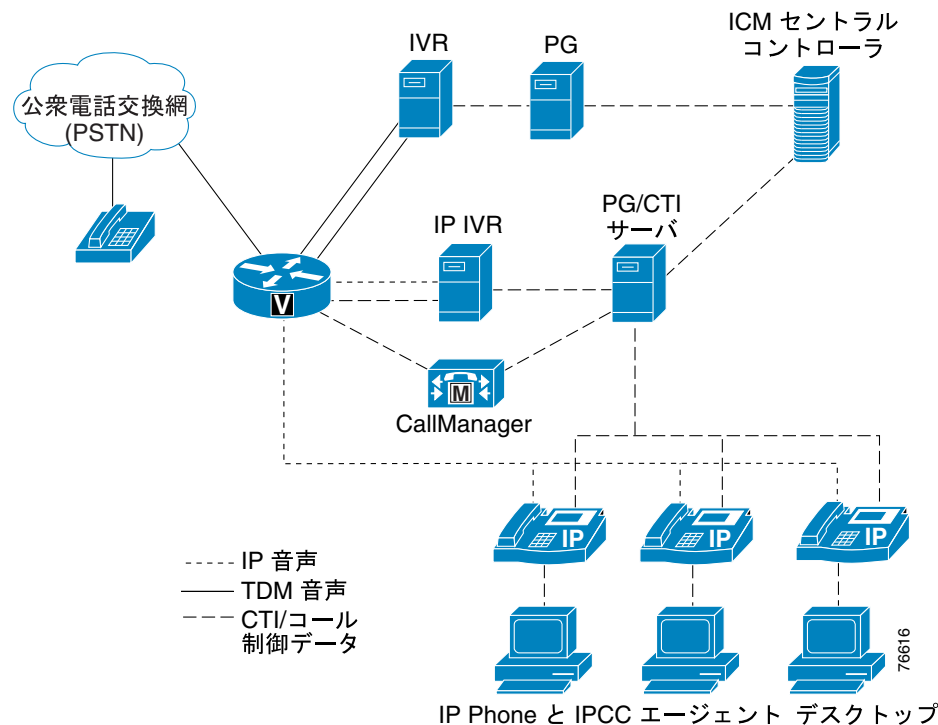 IVR
PG
ICM セントラル
コントローラ
公衆電話交換網
(PSTN)
IP IVR
PG/CTI
サーバ
V
M
CallManager
IP
IP
IP
IP 音声
TDM 音声
CTI/コール
制御データ
76616
IP Phone と IPCC エージェント デスクトップ